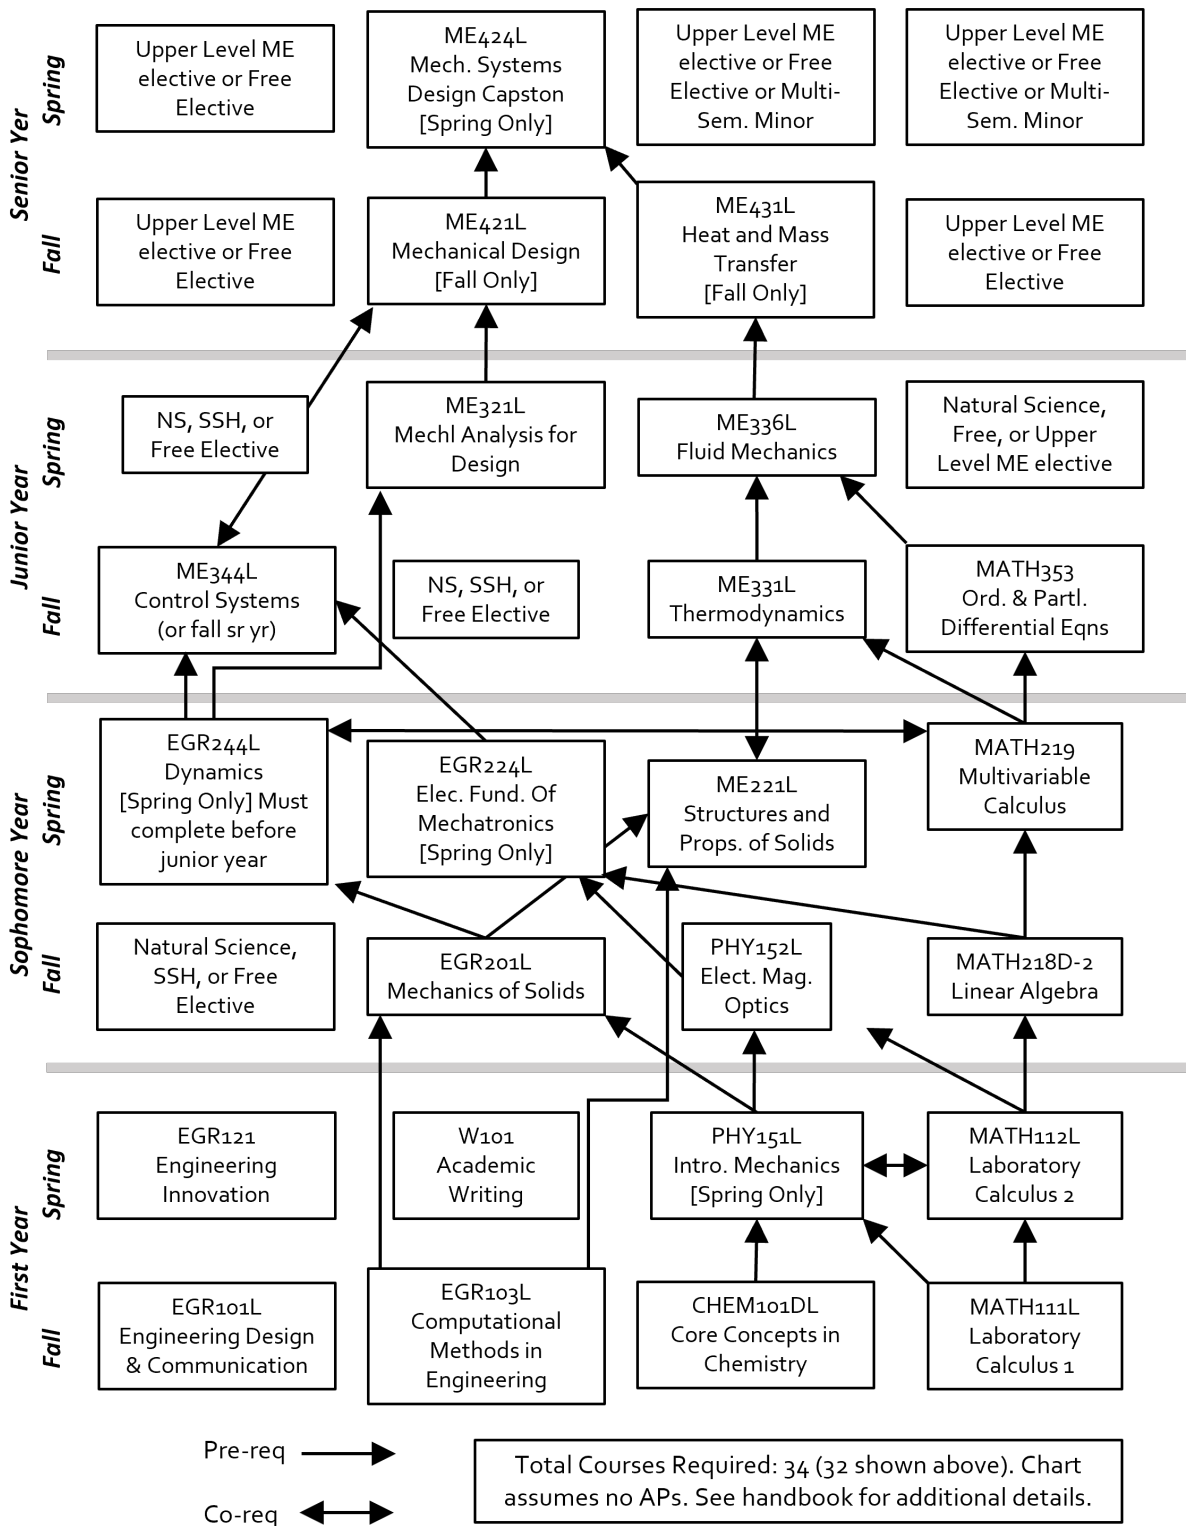 Senior Yer
Spring
Upper Level ME
elective or Free
Elective
ME424L
Mech. Systems
Design Capston
[Spring Only]
Upper Level ME
elective or Free
Elective or Multi-
Sem. Minor
Upper Level ME
elective or Free
Elective or Multi-
Sem. Minor
Fall
Upper Level ME
elective or Free
Elective
ME421L
Mechanical Design
[Fall Only]
ME431L
Heat and Mass
Transfer
[Fall Only]
Upper Level ME
elective or Free
Elective
Junior Year
Spring
NS, SSH, or
Free Elective
ME321L
Mechl Analysis for
Design
ME336L
Fluid Mechanics
Natural Science,
Free, or Upper
Level ME elective
Fall
ME344L
Control Systems
(or fall sr yr)
NS, SSH, or
Free Elective
ME331L
Thermodynamics
MATH353
Ord. & Partl.
Differential Eqns
Sophomore Year
Spring
EGR244L
Dynamics
[Spring Only] Must
complete before
junior year
EGR224L
Elec. Fund. Of
Mechatronics
[Spring Only]
ME221L
Structures and
Props. of Solids
MATH219
Multivariable
Calculus
Fall
Natural Science,
SSH, or Free
Elective
EGR201L
Mechanics of Solids
PHY152L
Elect. Mag.
Optics
MATH218D-2
Linear Algebra
First Year
Spring
EGR121
Engineering
Innovation
W101
Academic
Writing
PHY151L
Intro. Mechanics
[Spring Only]
MATH112L
Laboratory
Calculus 2
Fall
EGR101L
Engineering Design
& Communication
EGR103L
Computational
Methods in
Engineering
CHEM101DL
Core Concepts in
Chemistry
MATH111L
Laboratory
Calculus 1
Pre-req
Co-req
Total Courses Required: 34 (32 shown above). Chart
assumes no APs. See handbook for additional details.